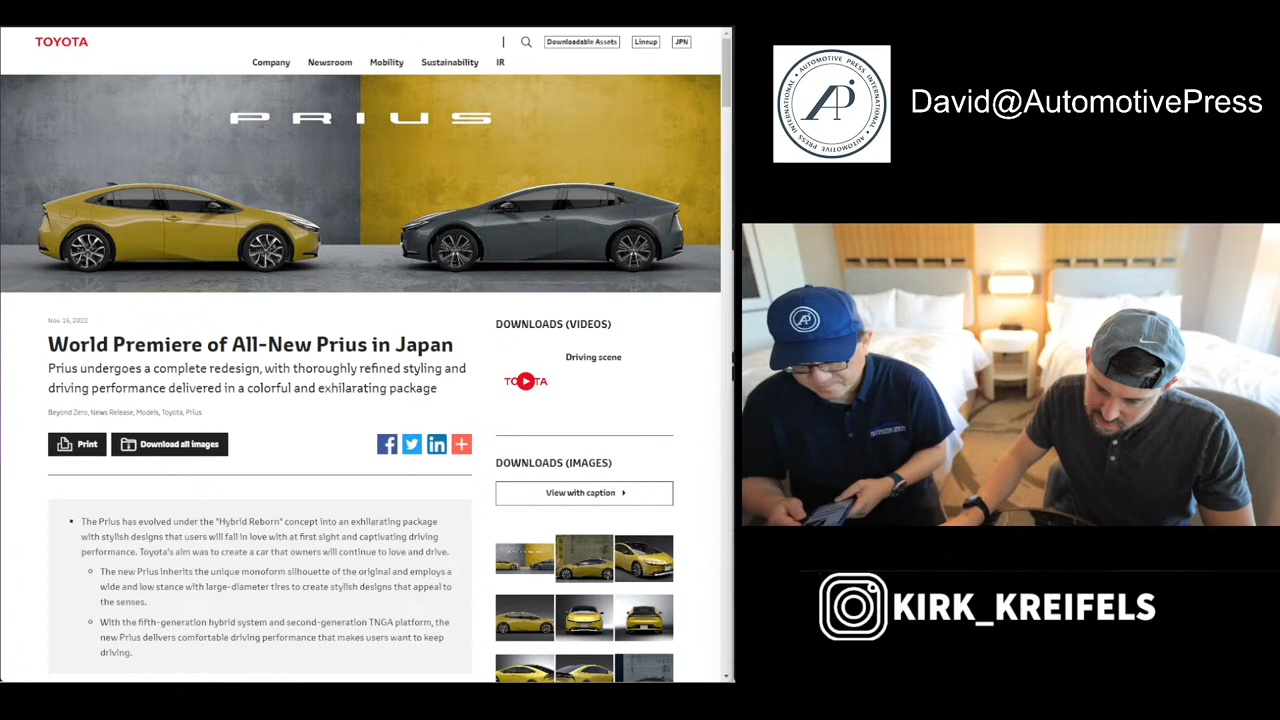 TOYOTA
Downloadable Assets
Lineup
JPN
Company
Newsroom
Mobility
Sustainability
IR
PRIUS
Nov. 16, 2022
World Premiere of All-New Prius in Japan
Prius undergoes a complete redesign, with thoroughly refined styling and
driving performance delivered in a colorful and exhilarating package
Beyond Zero, News Release, Models, Toyota, Prius
Print
Download all images
The Prius has evolved under the "Hybrid Reborn" concept into an exhilarating package
with stylish designs that users will fall in love with at first sight and captivating driving
performance. Toyota's aim was to create a car that owners will continue to love and drive.
The new Prius inherits the unique monoform silhouette of the original and employs a
wide and low stance with large-diameter tires to create stylish designs that appeal to
the senses.
With the fifth-generation hybrid system and second-generation TNGA platform, the
new Prius delivers comfortable driving performance that makes users want to keep
driving.
DOWNLOADS (VIDEOS)
Driving scene
DOWNLOADS (IMAGES)
View with caption
AUTOMOTIVE PRESS INTERNATIONAL
AUTOMOTIVE PRESS INTERNATIONAL
API
David@AutomotivePress
KIRK_KREIFELS